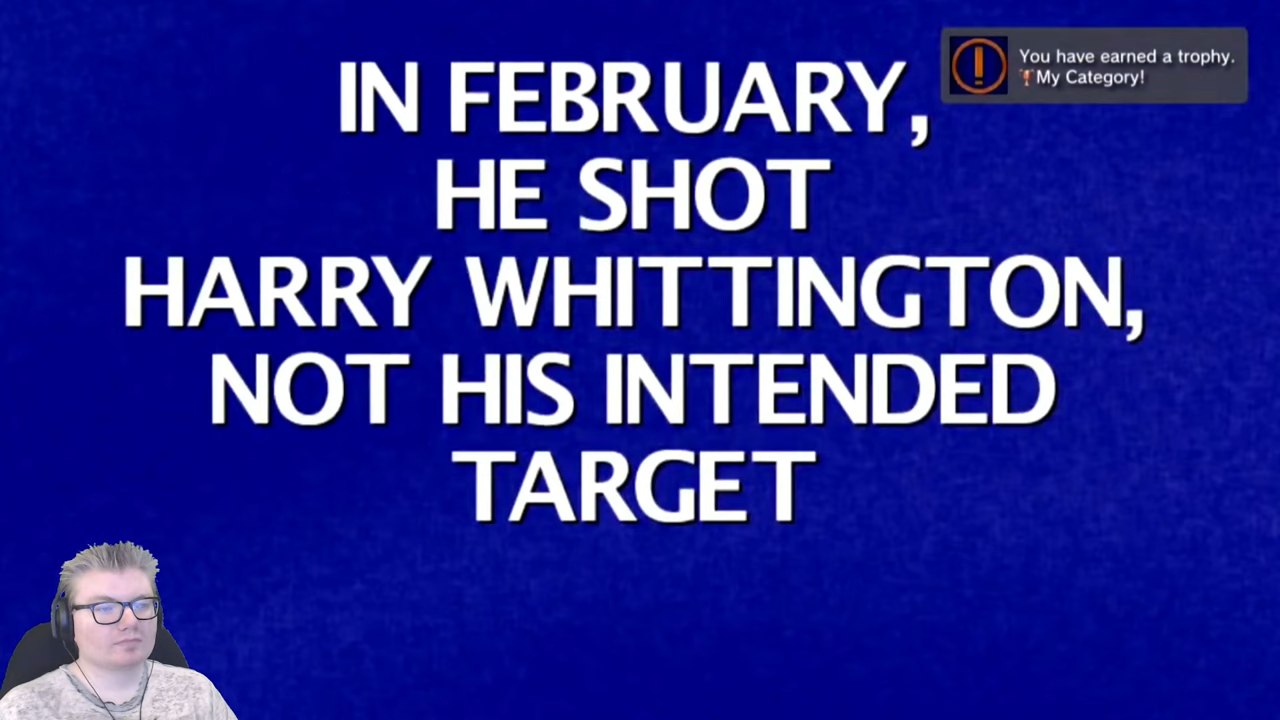 You have earned a trophy.
My Category!
IN FEBRUARY,
HE SHOT
HARRY WHITTINGTON,
NOT HIS INTENDED
TARGET